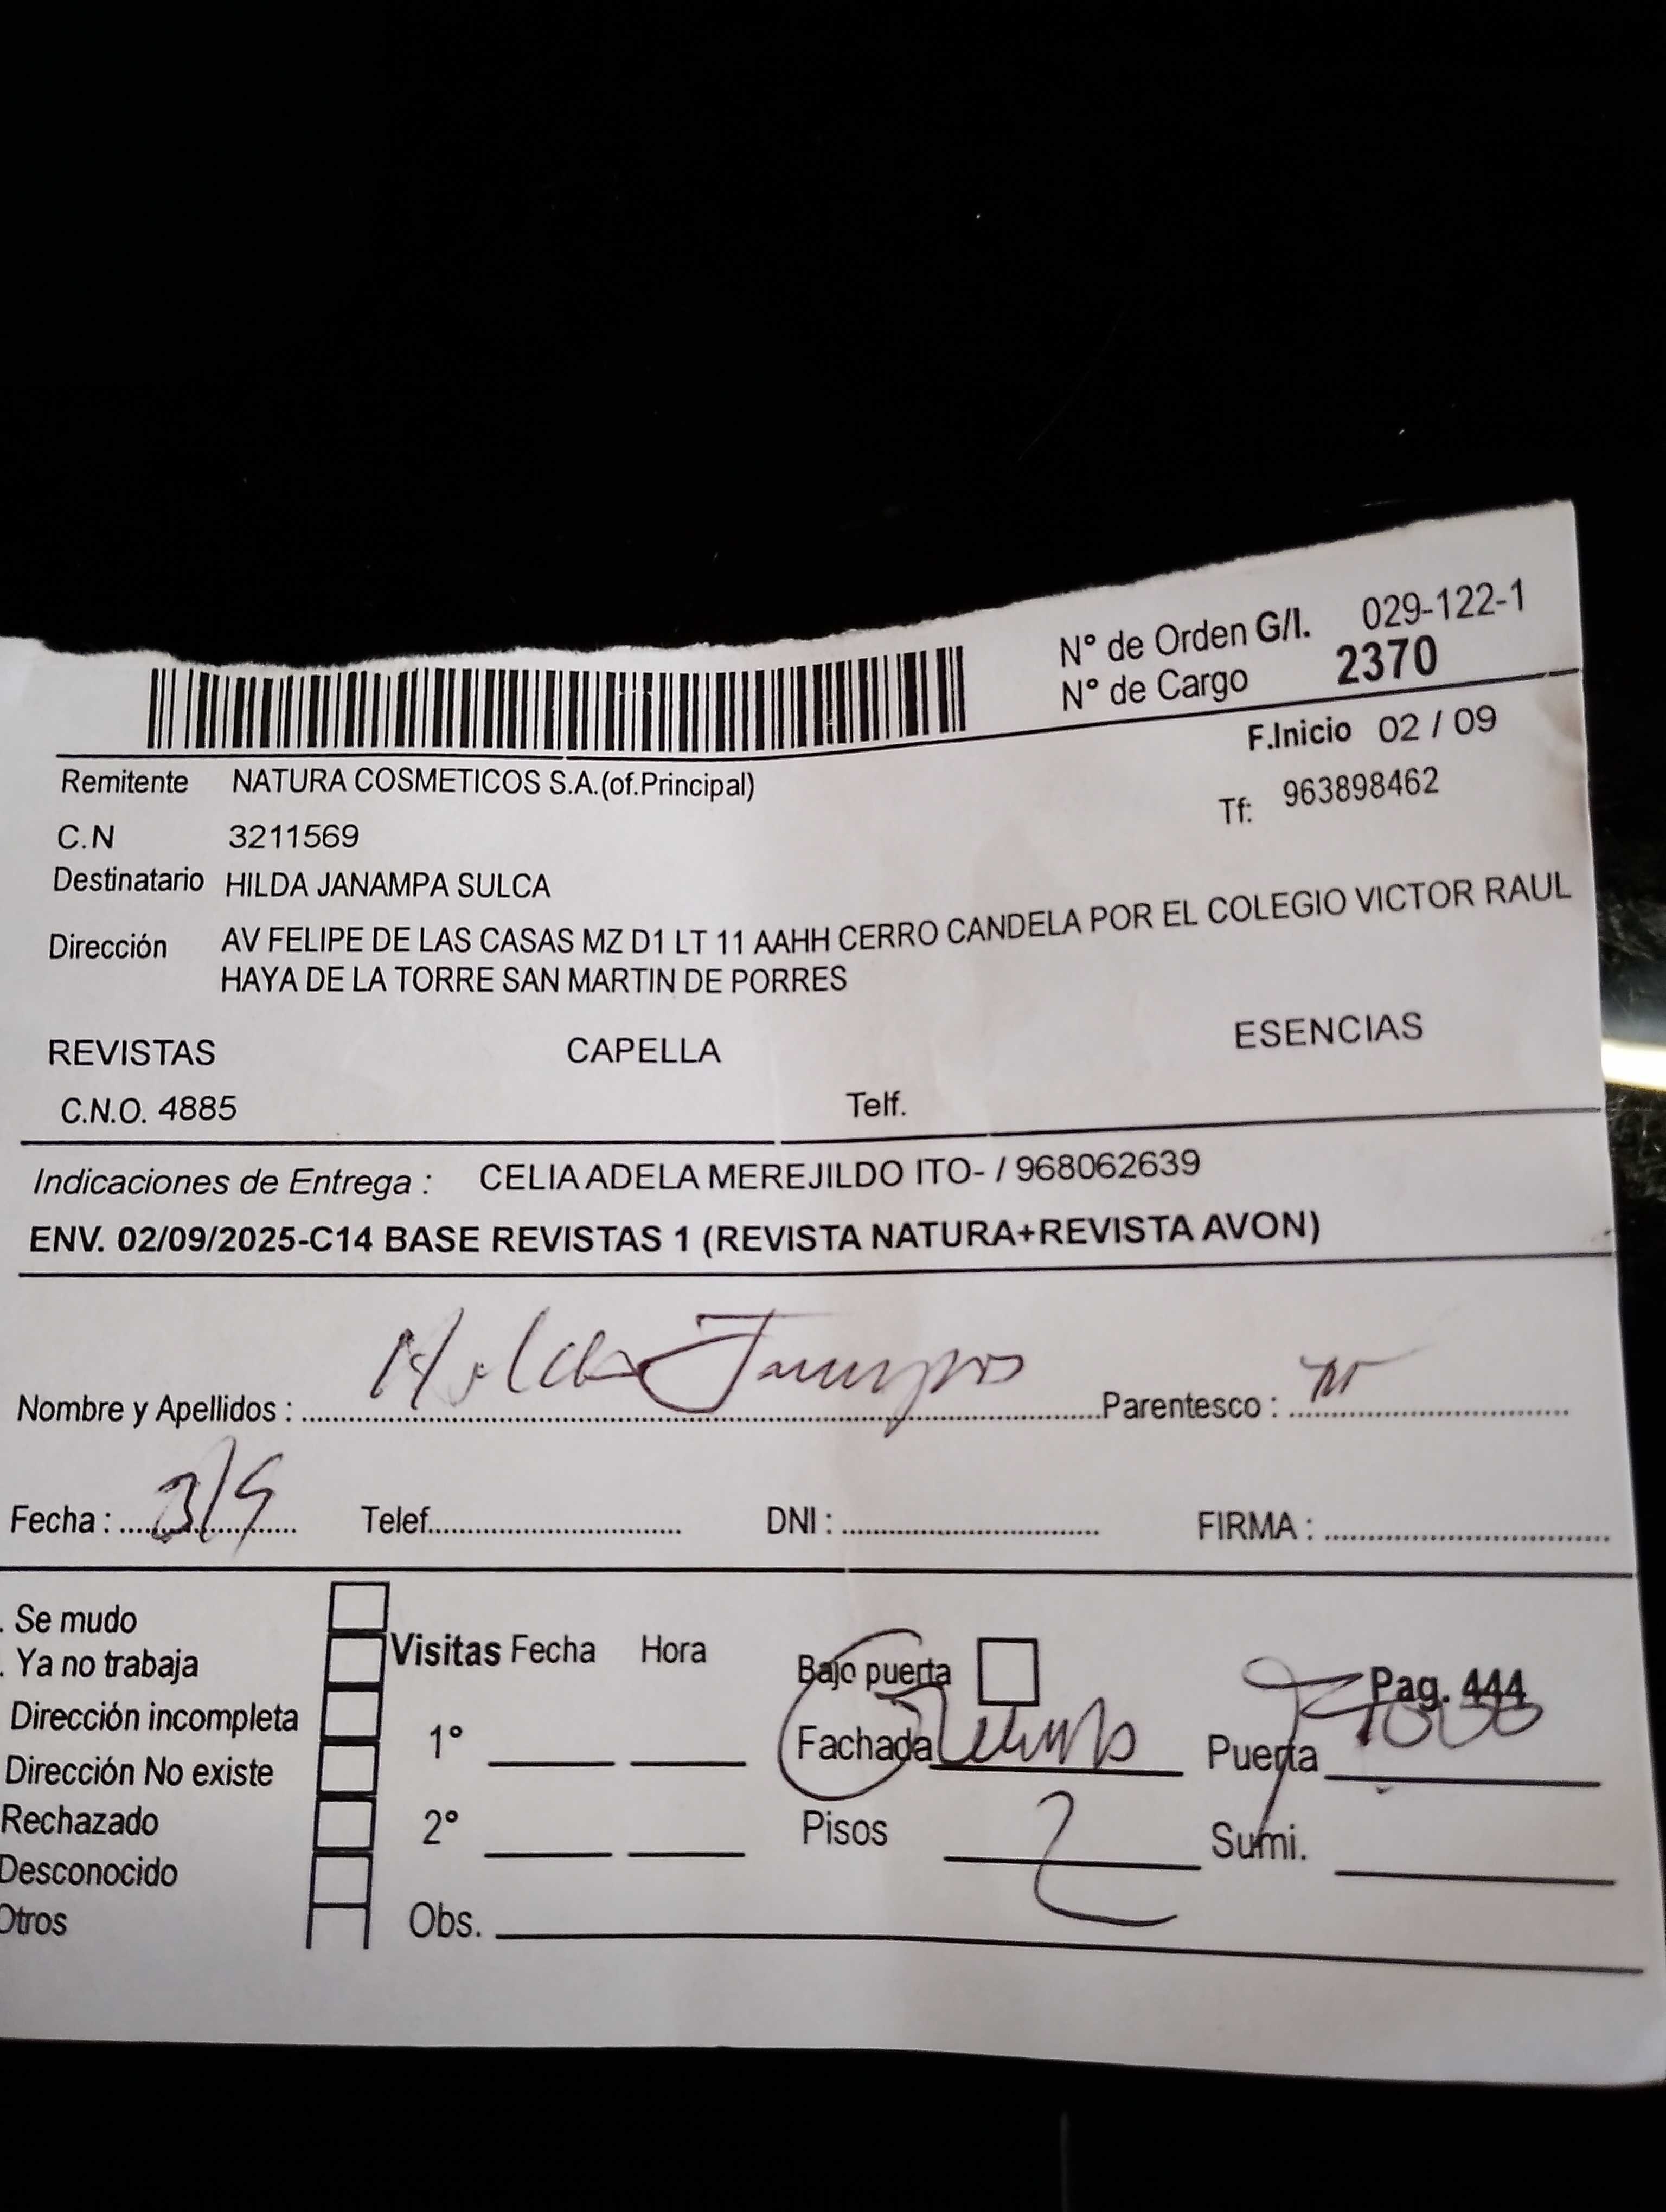 N° de Orden G/I. 029-122-1
N° de Cargo 2370
F.Inicio 02 / 09
Remitente NATURA COSMETICOS S.A.(of.Principal)
Tf: 963898462
C.N 3211569
Destinatario HILDA JANAMPA SULCA
Dirección AV FELIPE DE LAS CASAS MZ D1 LT 11 AAHH CERRO CANDELA POR EL COLEGIO VICTOR RAUL
HAYA DE LA TORRE SAN MARTIN DE PORRES
REVISTAS CAPELLA ESENCIAS
C.N.O. 4885 Telf.
Indicaciones de Entrega : CELIA ADELA MEREJILDO ITO- / 968062639
ENV. 02/09/2025-C14 BASE REVISTAS 1 (REVISTA NATURA+REVISTA AVON)
Nombre y Apellidos : Hilda Janampa Parentesco :
Fecha : 3/9 Telef. DNI : FIRMA :
. Se mudo
. Ya no trabaja
Dirección incompleta
Dirección No existe
Rechazado
Desconocido
Otros
Visitas Fecha Hora
1°
2°
Obs.
Bajo puerta
Pag. 444
Fachada Puerta
Pisos 2 Sumi.